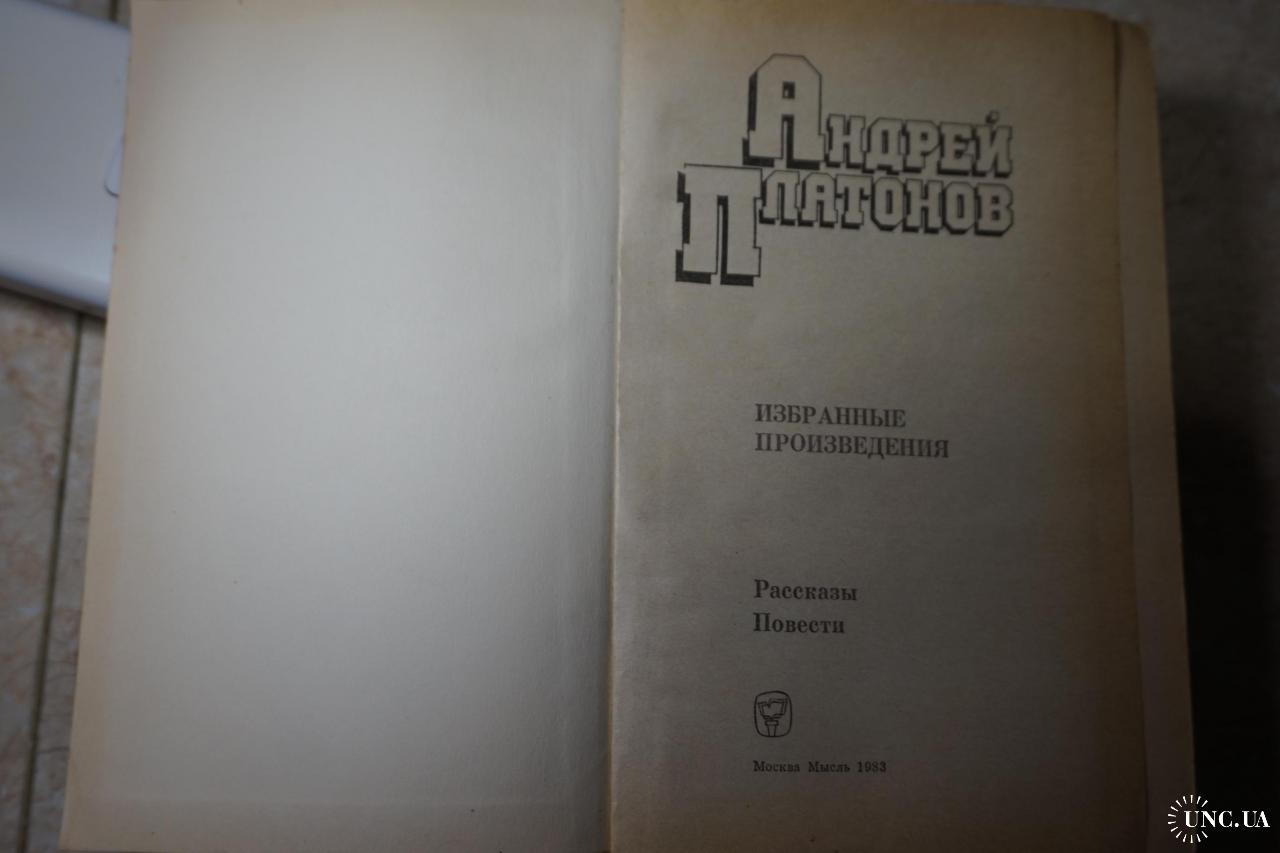 Андрей
Платонов
ИЗБРАННЫЕ
ПРОИЗВЕДЕНИЯ
Рассказы
Повести
Москва Мысль 1983
UNC.UA